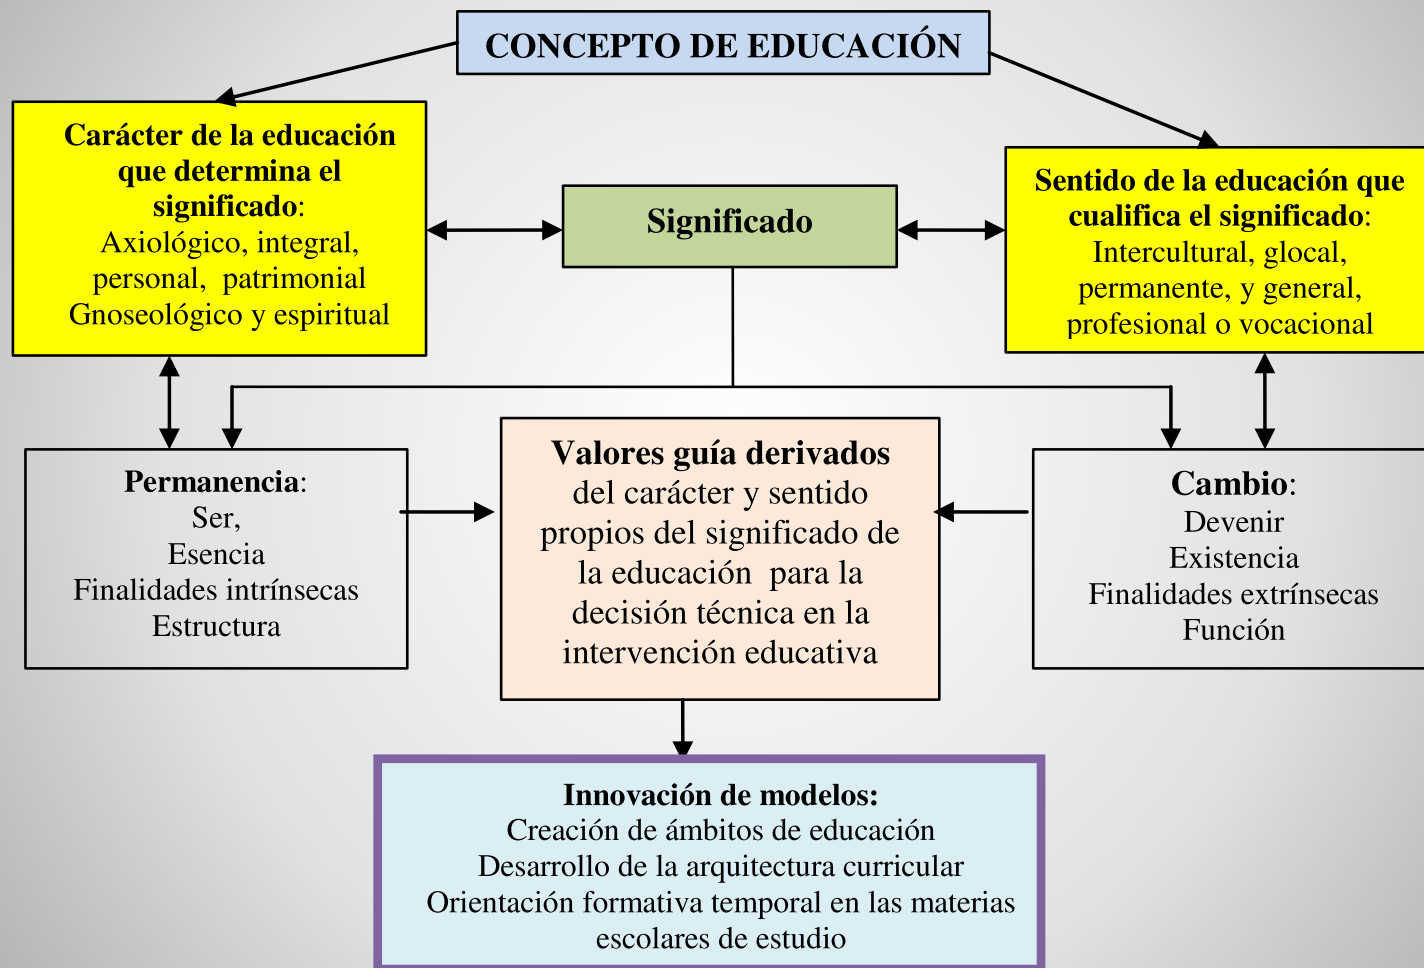 CONCEPTO DE EDUCACIÓN
Carácter de la educación
que determina el
significado:
Axiológico, integral,
personal, patrimonial
Gnoseológico y espiritual
Significado
Sentido de la educación que
cualifica el significado:
Intercultural, glocal,
permanente, y general,
profesional o vocacional
Permanencia:
Ser,
Esencia
Finalidades intrínsecas
Estructura
Valores guía derivados
del carácter y sentido
propios del significado de
la educación para la
decisión técnica en la
intervención educativa
Cambio:
Devenir
Existencia
Finalidades extrínsecas
Función
Innovación de modelos:
Creación de ámbitos de educación
Desarrollo de la arquitectura curricular
Orientación formativa temporal en las materias
escolares de estudio